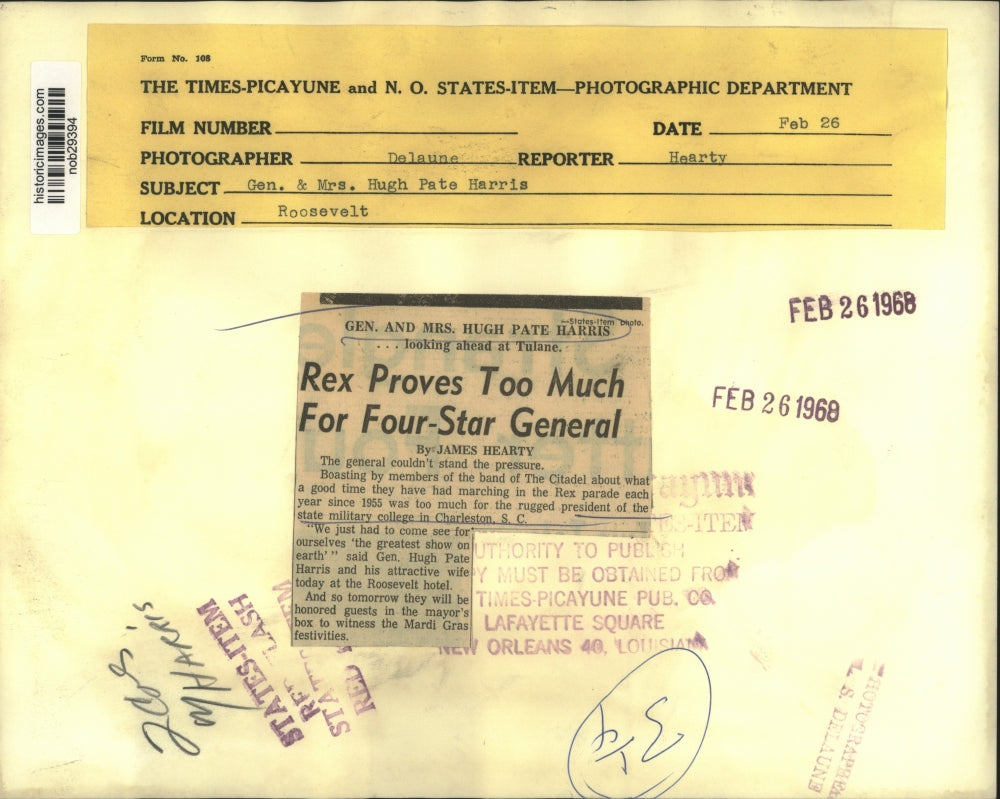 Form No. 108
THE TIMES-PICAYUNE and N. O. STATES-ITEM—PHOTOGRAPHIC DEPARTMENT
FILM NUMBER
DATE Feb 26
PHOTOGRAPHER Delaune REPORTER Hearty
SUBJECT Gen. & Mrs. Hugh Pate Harris
LOCATION Roosevelt
historicimages.com
nob29394
FEB 26 1968
FEB 26 1968
—States-Item photo.
GEN. AND MRS. HUGH PATE HARRIS
. . . looking ahead at Tulane.
Rex Proves Too Much
For Four-Star General
By JAMES HEARTY
The general couldn't stand the pressure.
Boasting by members of the band of The Citadel about what
a good time they have had marching in the Rex parade each
year since 1955 was too much for the rugged president of the
state military college in Charleston, S. C.
"We just had to come see for
ourselves 'the greatest show on
earth' " said Gen. Hugh Pate
Harris and his attractive wife
today at the Roosevelt hotel.
And so tomorrow they will be
honored guests in the mayor's
box to witness the Mardi Gras
festivities.
UTHORITY TO PUBLISH
Y MUST BE OBTAINED FROM
TIMES-PICAYUNE PUB. CO.
LAFAYETTE SQUARE
NEW ORLEANS 40, LOUISIANA
STATES-ITEM
PHOTOGRAPHER
L. S. DELAUNE